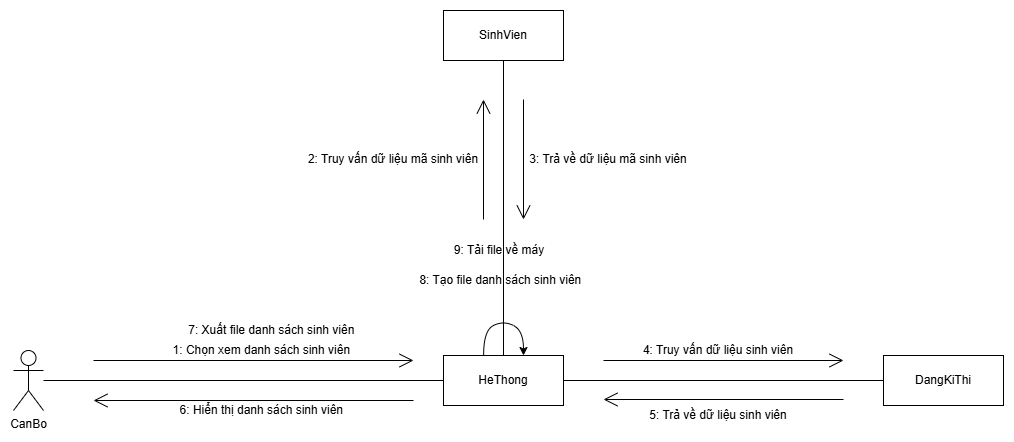 SinhVien
2: Truy vấn dữ liệu mã sinh viên
3: Trả về dữ liệu mã sinh viên
9: Tải file về máy
8: Tạo file danh sách sinh viên
7: Xuất file danh sách sinh viên
1: Chọn xem danh sách sinh viên
4: Truy vấn dữ liệu sinh viên
HeThong
DangKiThi
6: Hiển thị danh sách sinh viên
5: Trả về dữ liệu sinh viên
CanBo